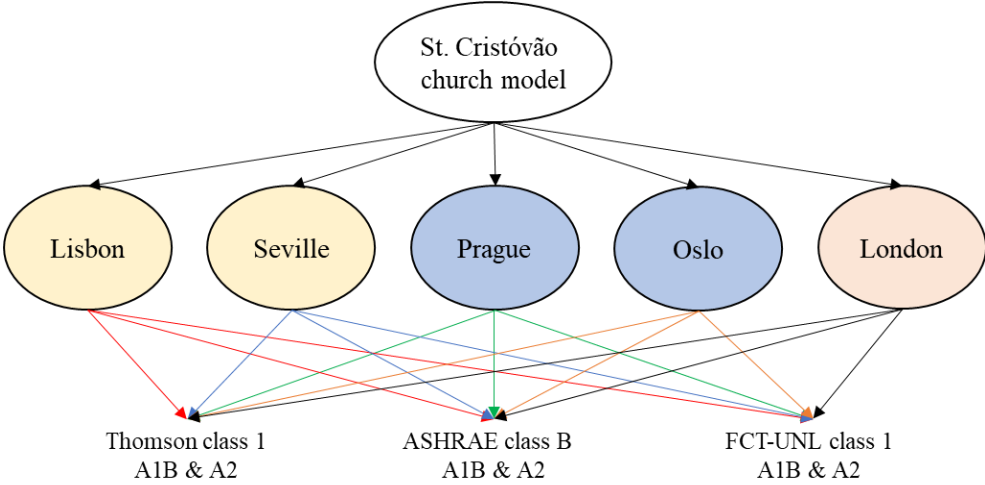 St. Cristóvão
church model
Lisbon
Seville
Prague
Oslo
London
Thomson class 1
A1B & A2
ASHRAE class B
A1B & A2
FCT-UNL class 1
A1B & A2